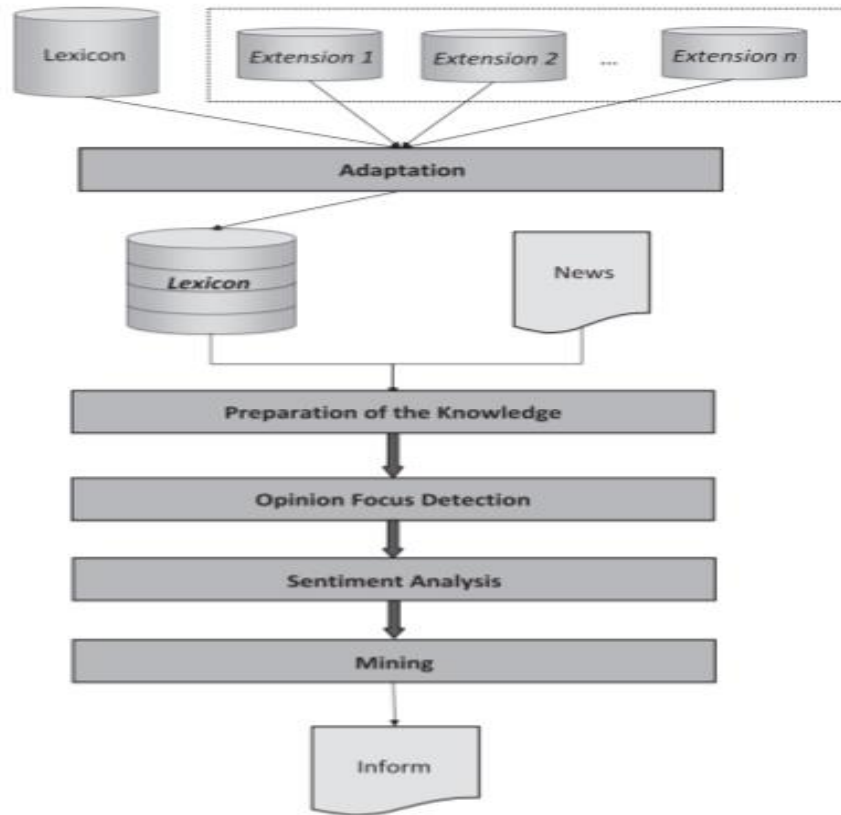 Lexicon
Extension 1
Extension 2
...
Extension n
Adaptation
Lexicon
News
Preparation of the Knowledge
Opinion Focus Detection
Sentiment Analysis
Mining
Inform